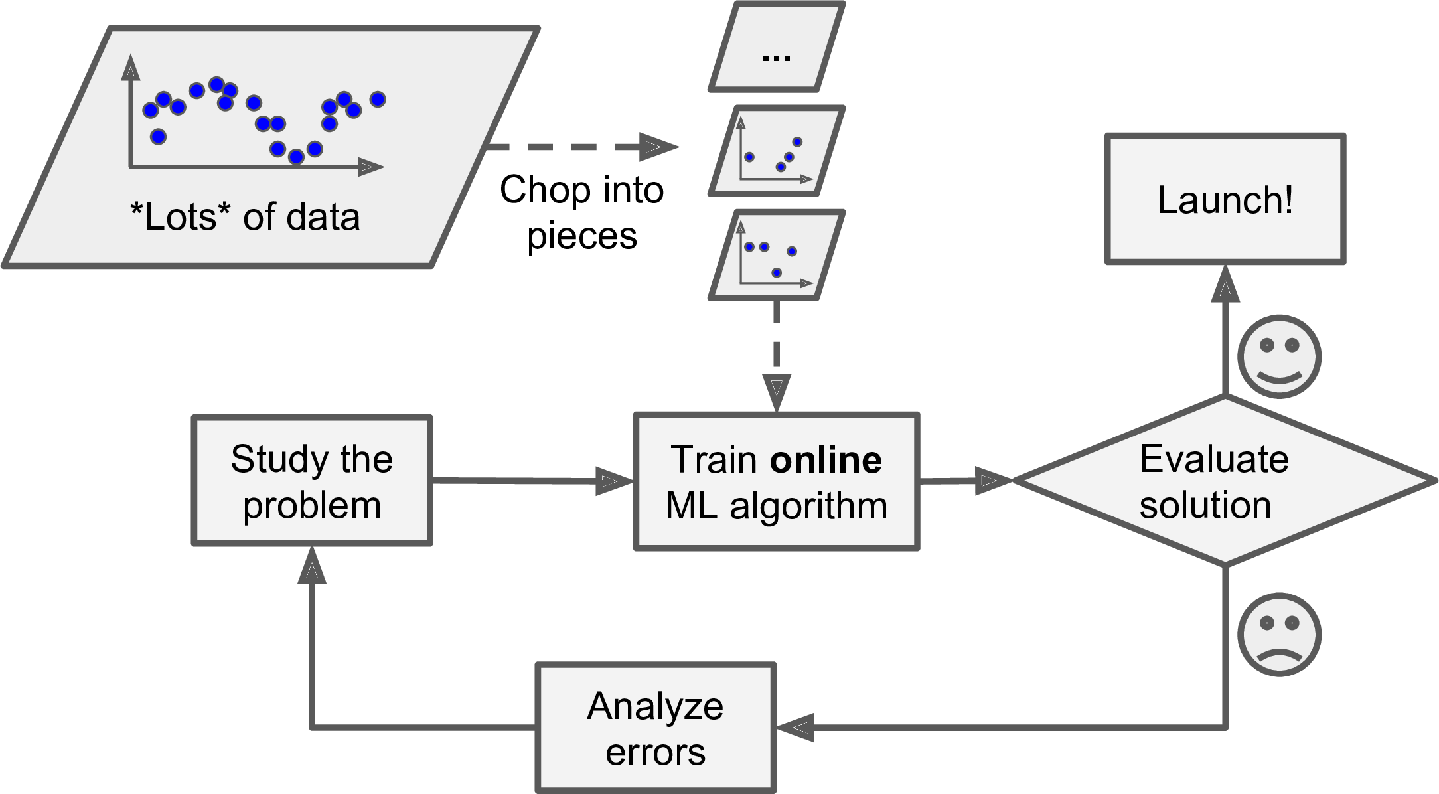 ...
*Lots* of data
Chop into
pieces
Launch!
Study the
problem
Train online
ML algorithm
Evaluate
solution
Analyze
errors